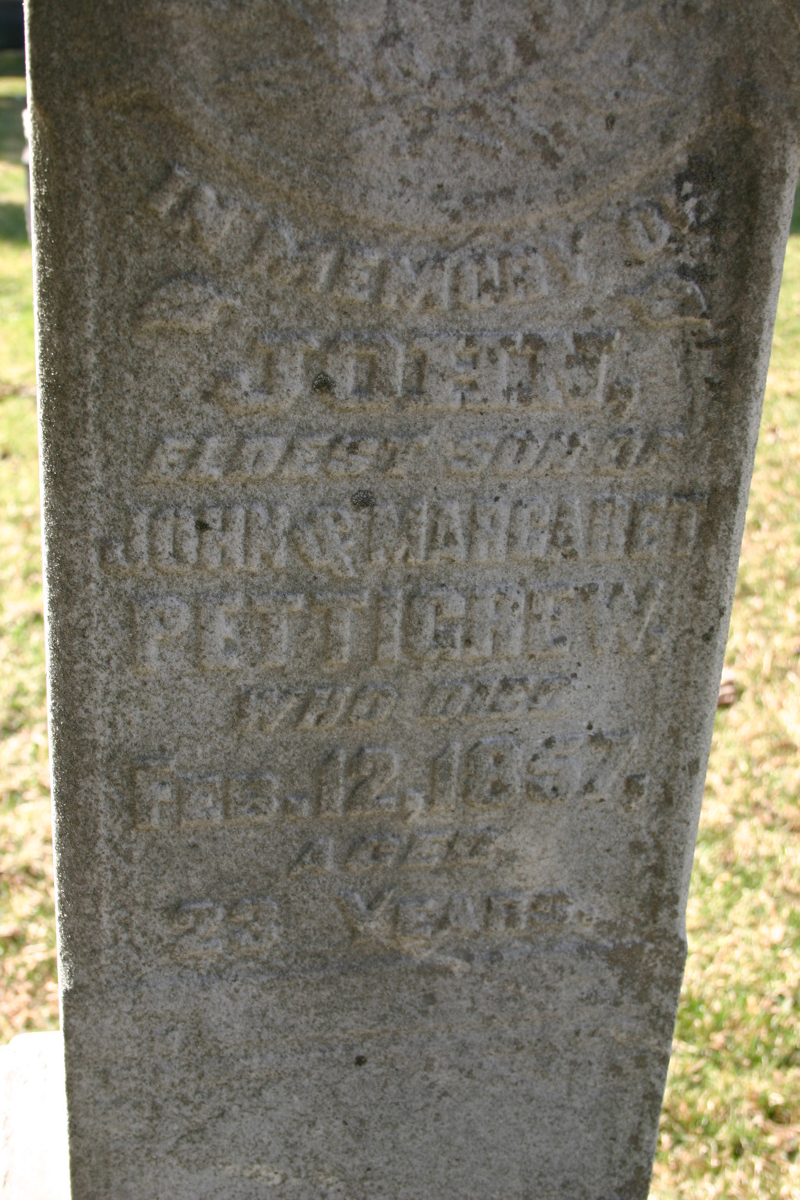 IN MEMORY OF
JOHN,
ELDEST SON OF
JOHN & MARGARET
PETTIGREW,
WHO DIED
FEB. 12, 1857,
AGED
23 YEARS.